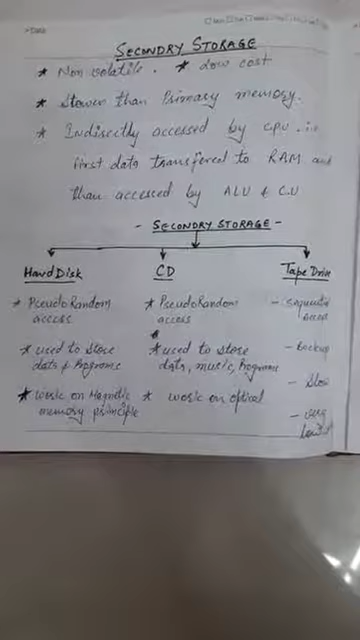 Date
SECONDRY STORAGE
* Non volatile. * Low cost
* Slower than Primary memory.
* Indirectly accessed by CPU. i.e
first data transferred to RAM and
than accessed by ALU & C.U
- SECONDRY STORAGE -
Hard Disk CD Tape Drive
* PseudoRandom access
* used to store data & Programs
* work on Magnetic memory principle
* PseudoRandom access
* used to store data, music, Programs
* work on optical
- access
- Backup
- Slow